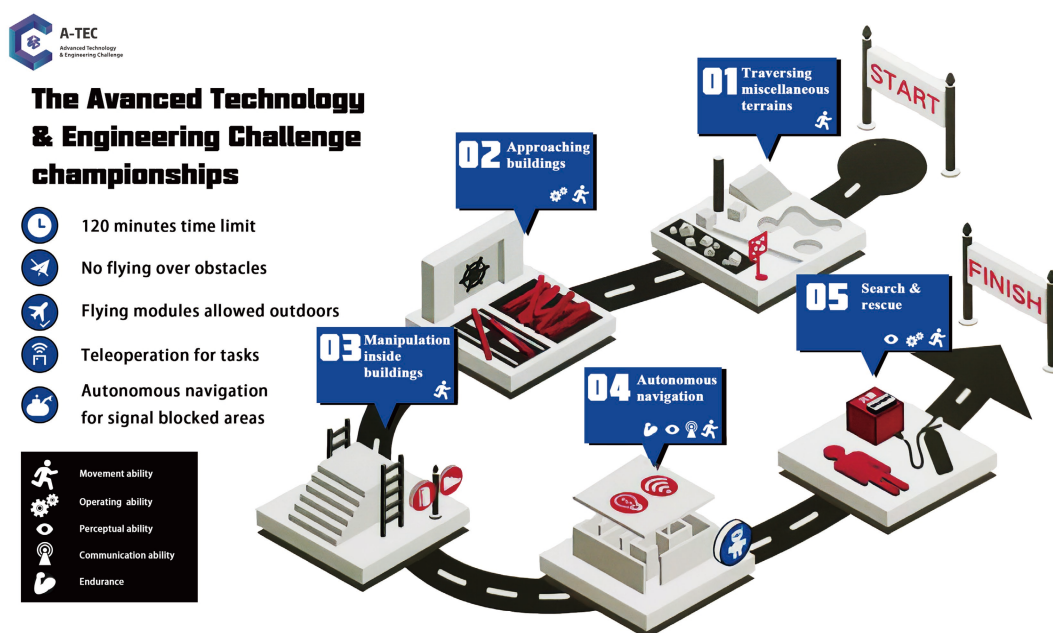 A-TEC
Advanced Technology
& Engineering Challenge
The Avanced Technology
& Engineering Challenge
championships
120 minutes time limit
No flying over obstacles
Flying modules allowed outdoors
Teleoperation for tasks
Autonomous navigation
for signal blocked areas
Movement ability
Operating ability
Perceptual ability
Communication ability
Endurance
START
01 Traversing
miscellaneous
terrains
02 Approaching
buildings
03 Manipulation
inside
buildings
04 Autonomous
navigation
05 Search &
rescue
FINISH